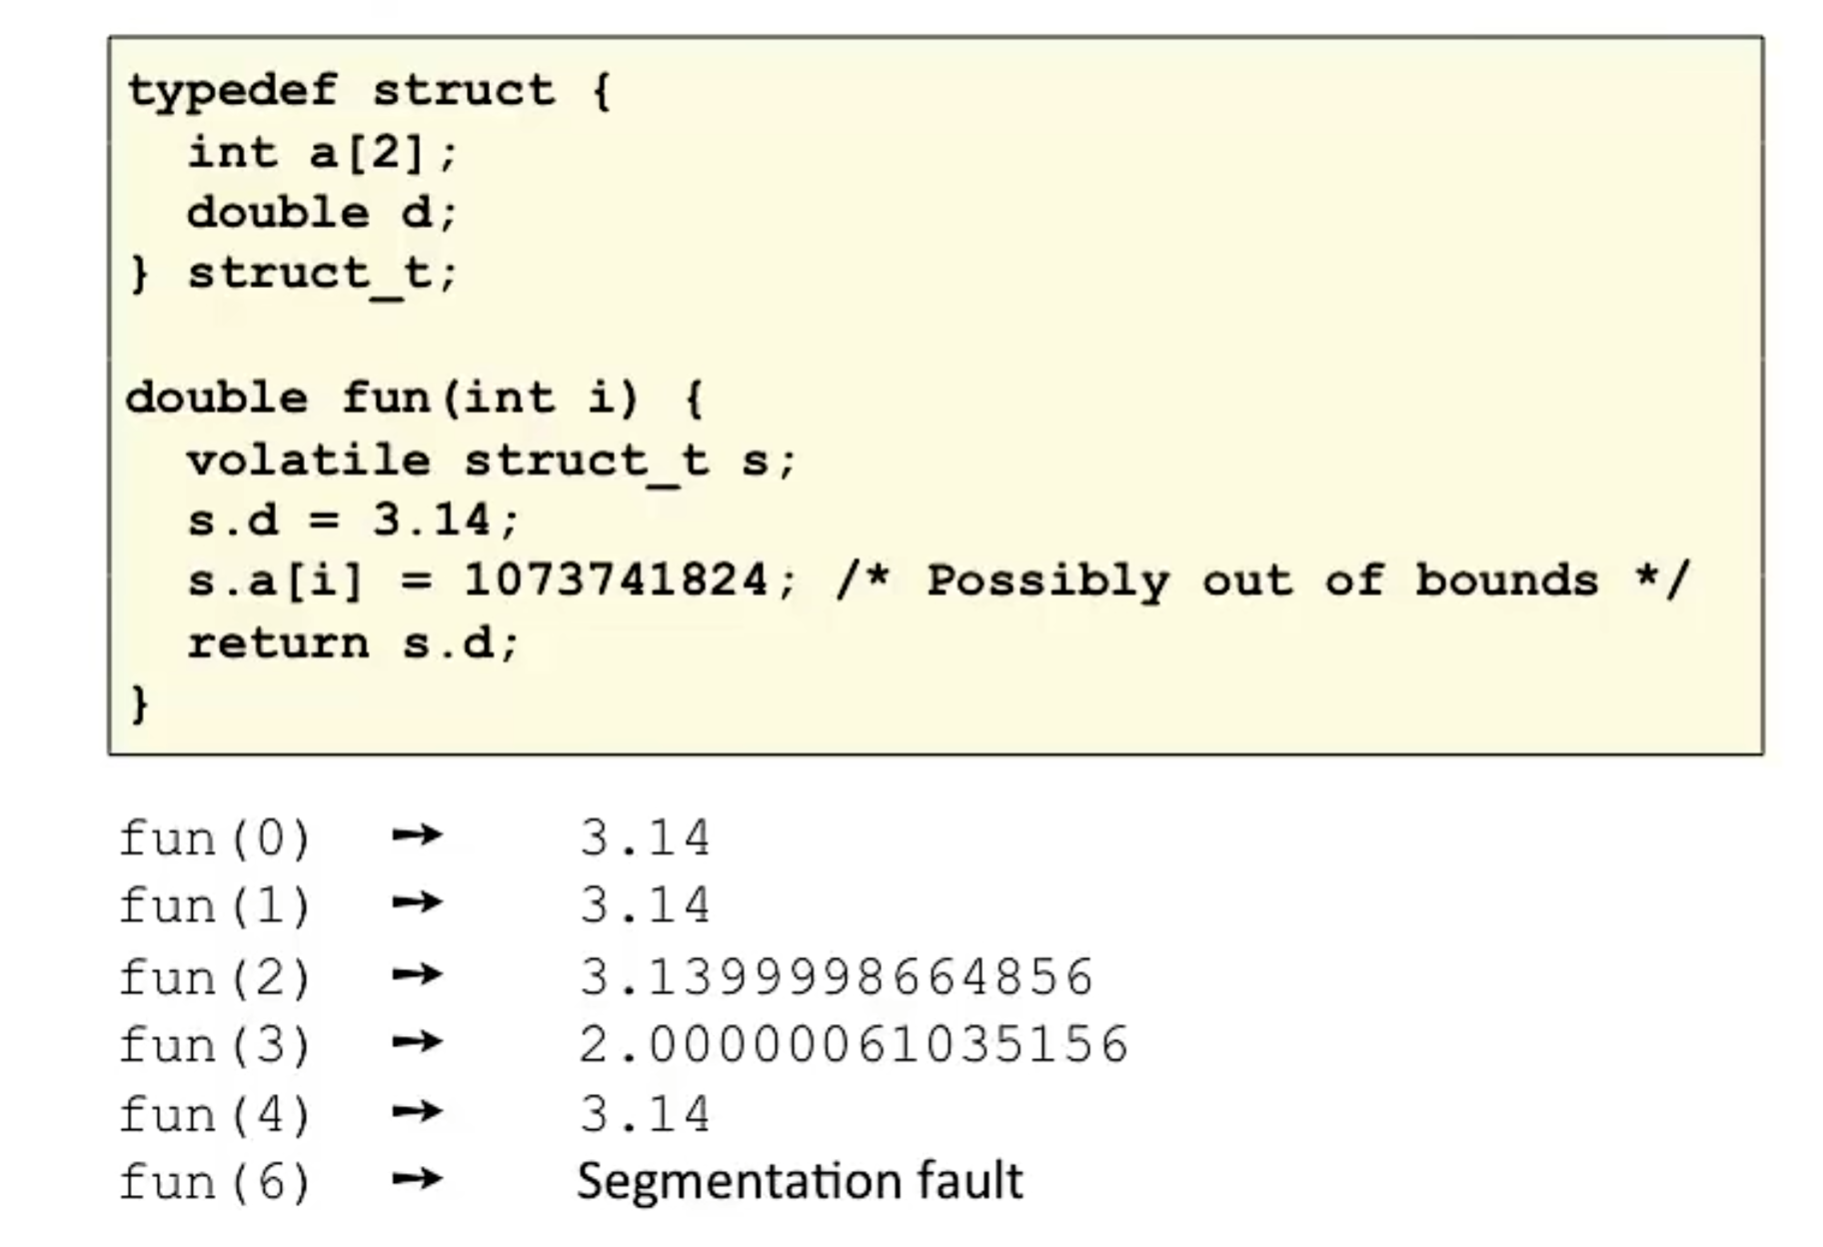 typedef struct {
  int a[2];
  double d;
} struct_t;

double fun(int i) {
  volatile struct_t s;
  s.d = 3.14;
  s.a[i] = 1073741824; /* Possibly out of bounds */
  return s.d;
}
fun(0) → 3.14
fun(1) → 3.14
fun(2) → 3.1399998664856
fun(3) → 2.00000061035156
fun(4) → 3.14
fun(6) → Segmentation fault